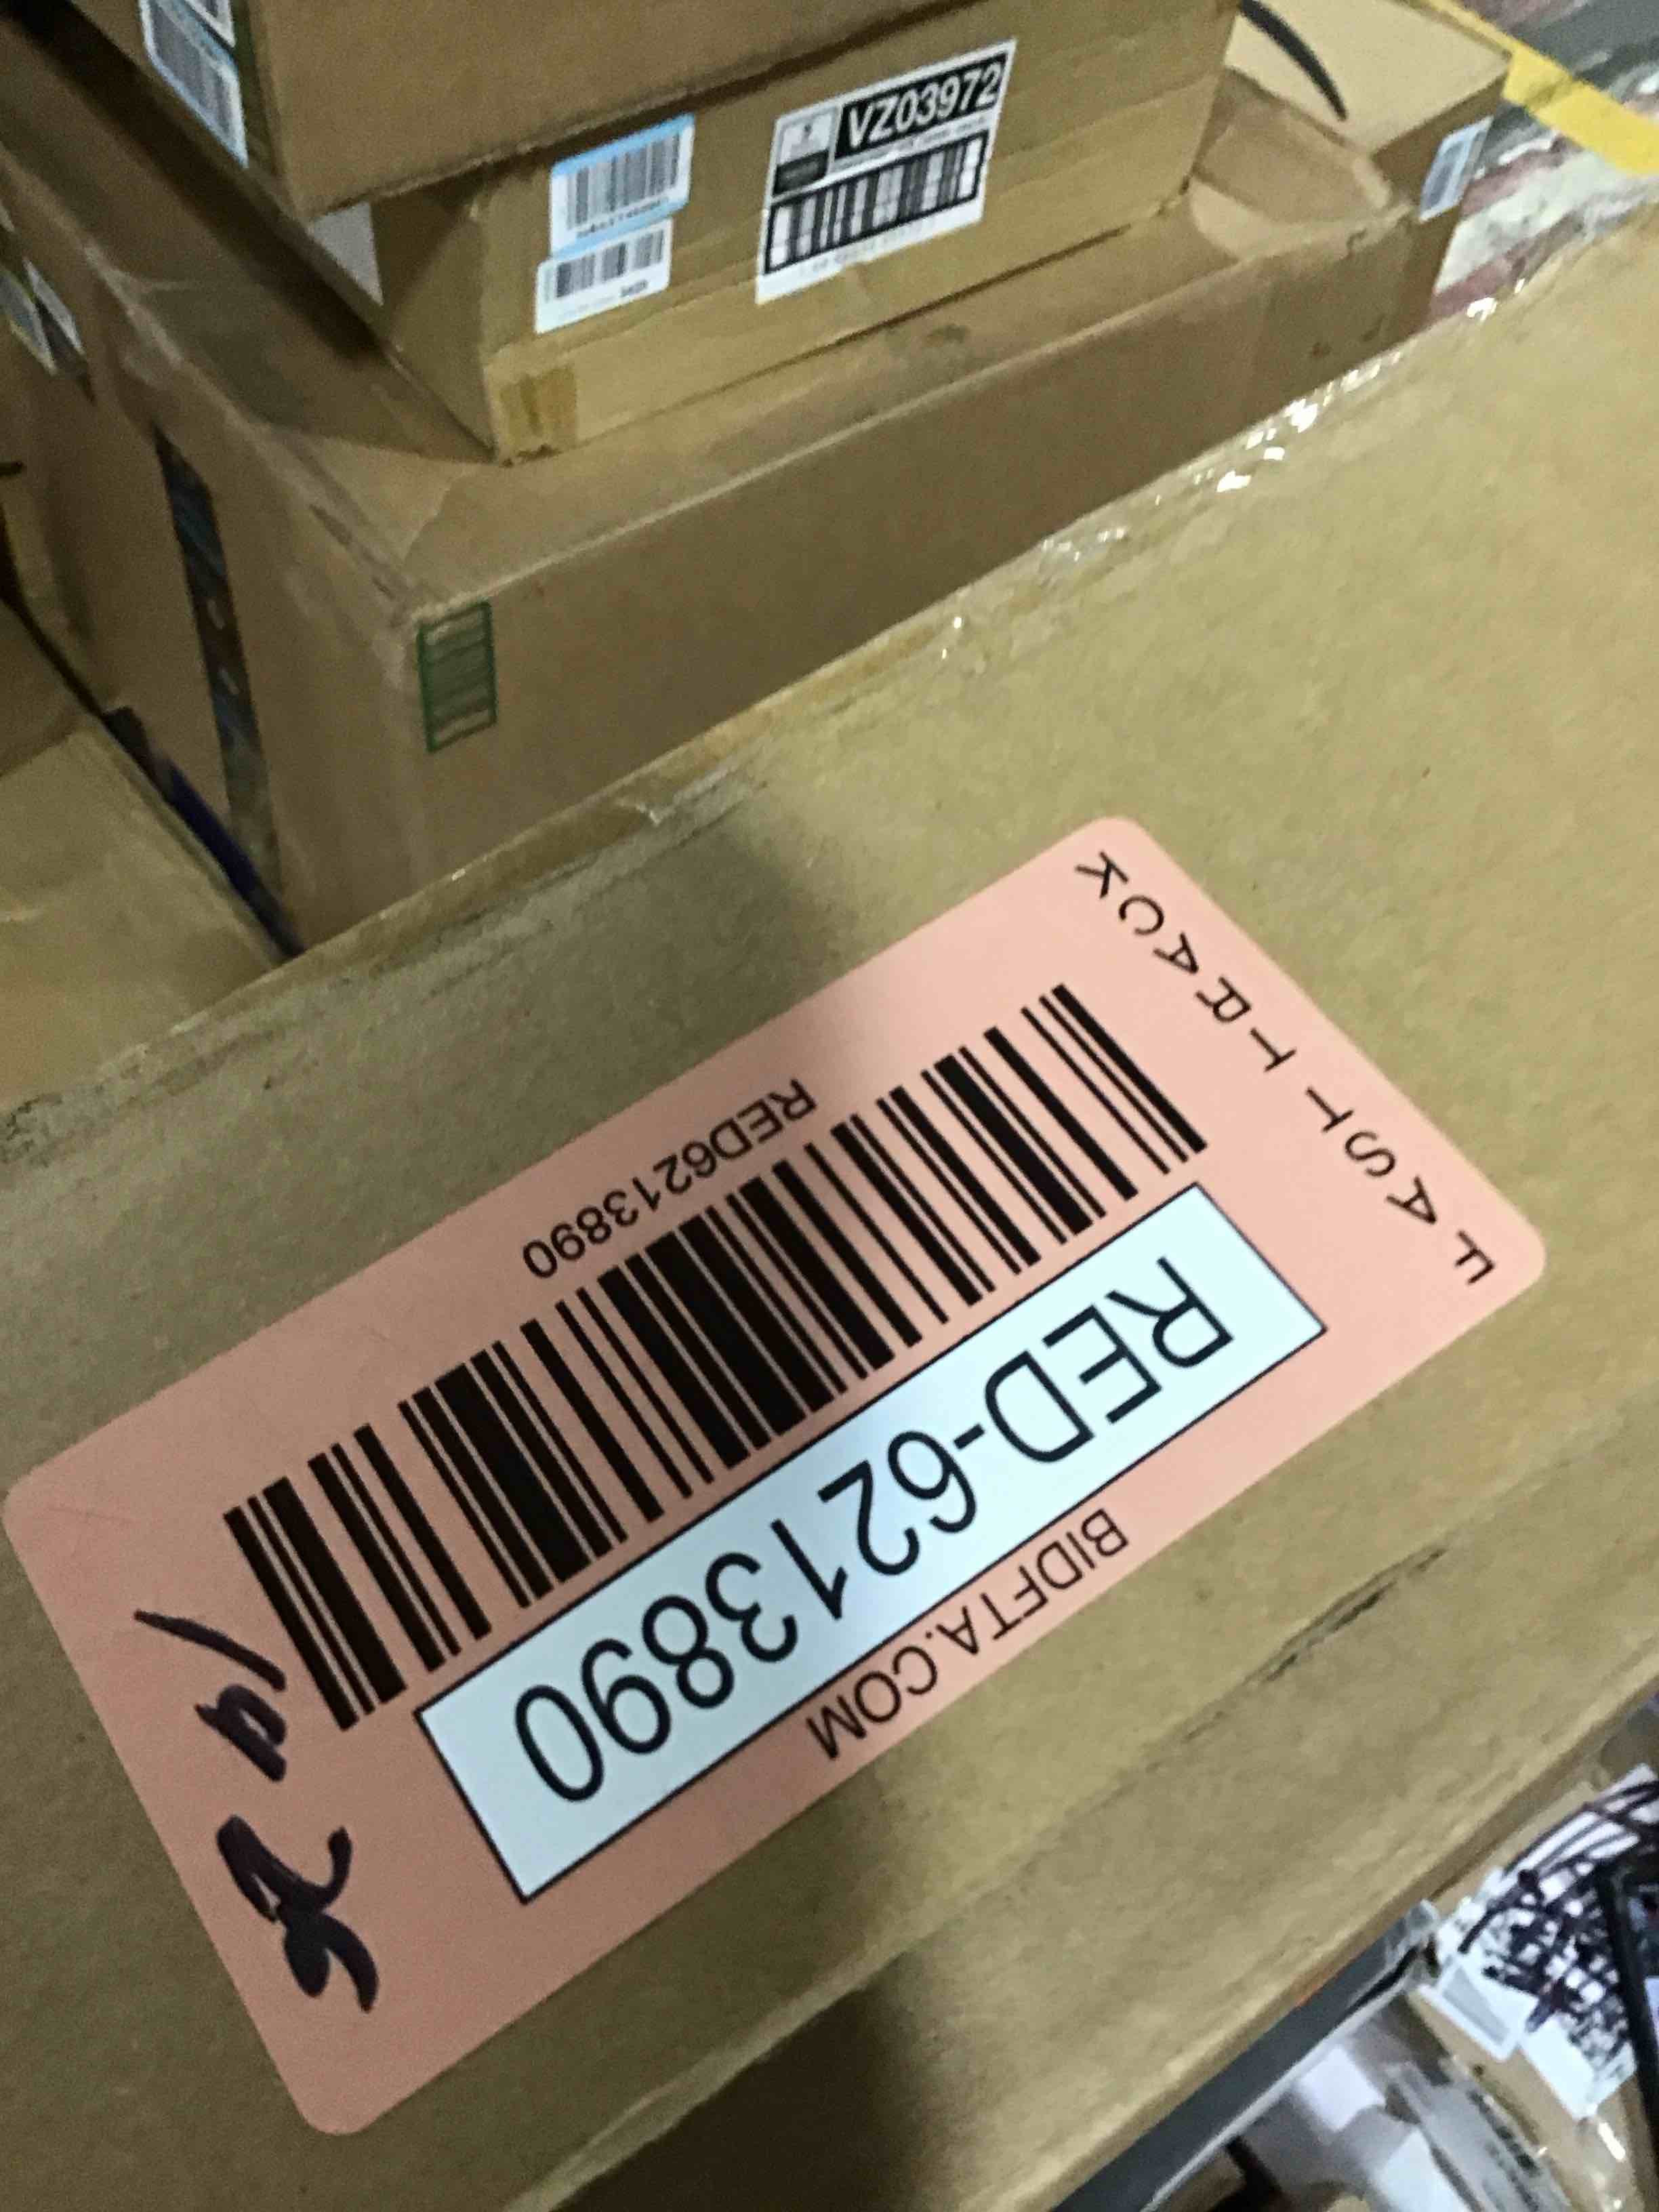 VZ03972
FAST TRACK
BIDFTA.COM
RED-6213890
RED6213890